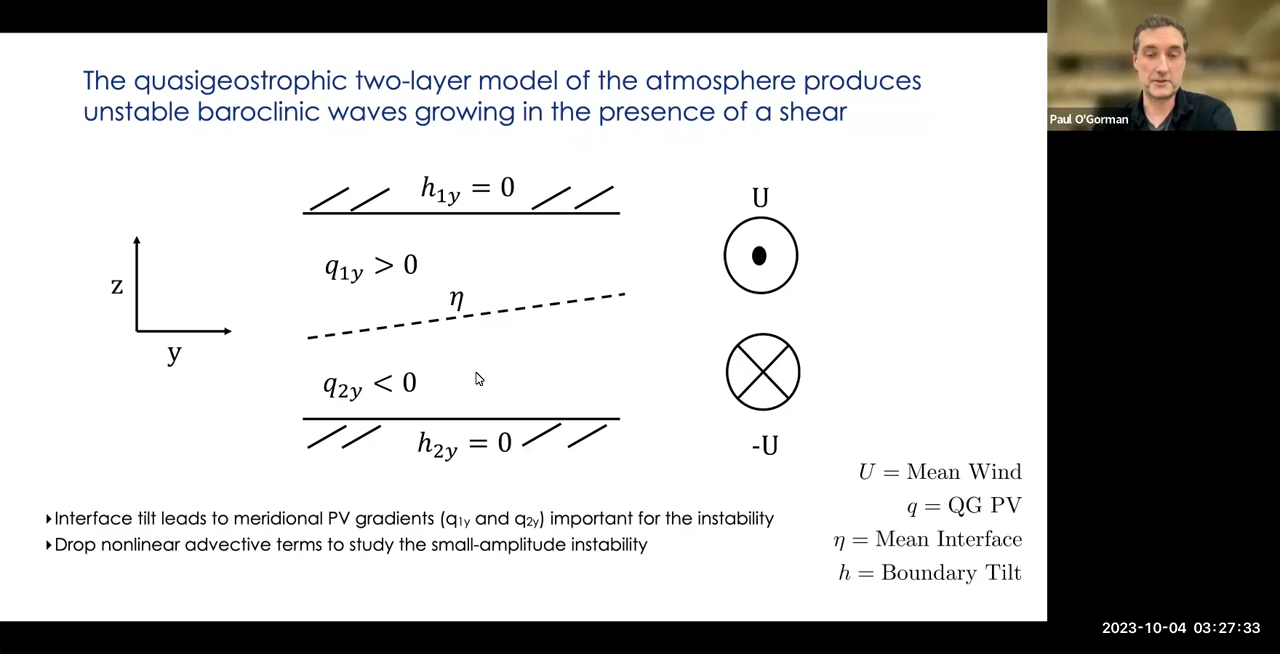 The quasigeostrophic two-layer model of the atmosphere produces
unstable baroclinic waves growing in the presence of a shear
Paul O'Gorman
h₁y = 0
U
q₁y > 0
z
η
y
q₂y < 0
h₂y = 0
-U
U = Mean Wind
q = QG PV
η = Mean Interface
h = Boundary Tilt
‣Interface tilt leads to meridional PV gradients (q₁y and q₂y) important for the instability
‣Drop nonlinear advective terms to study the small-amplitude instability
2023-10-04 03:27:33